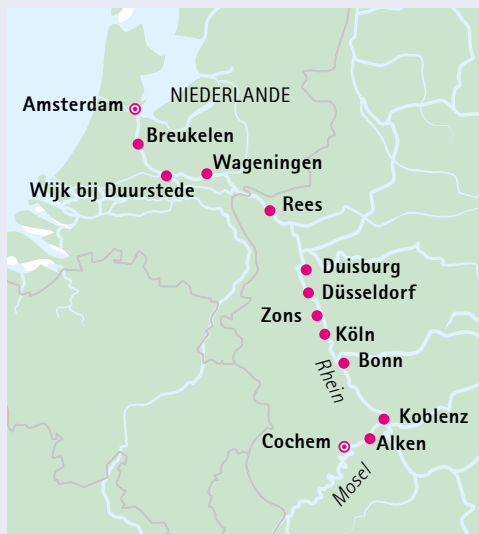 NIEDERLANDE
Amsterdam
Breukelen
Wageningen
Wijk bij Duurstede
Rees
Duisburg
Düsseldorf
Zons
Köln
Bonn
Rhein
Koblenz
Cochem
Alken
Mosel